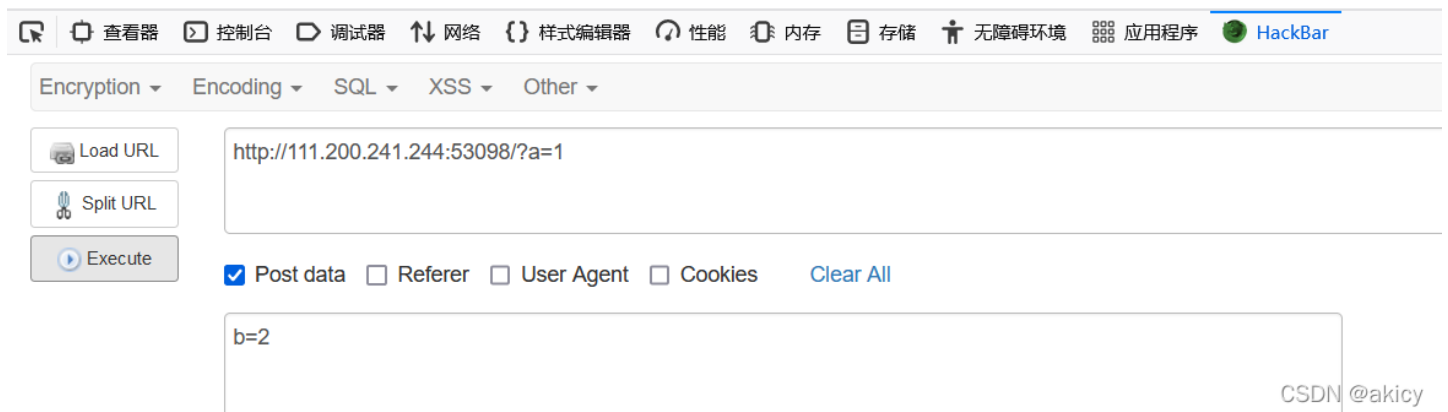 查看器 控制台 调试器 网络 {} 样式编辑器 性能 内存 存储 无障碍环境 应用程序 HackBar
Encryption Encoding SQL XSS Other
Load URL
http://111.200.241.244:53098/?a=1
Split URL
Execute
Post data Referer User Agent Cookies Clear All
b=2
CSDN @akicy